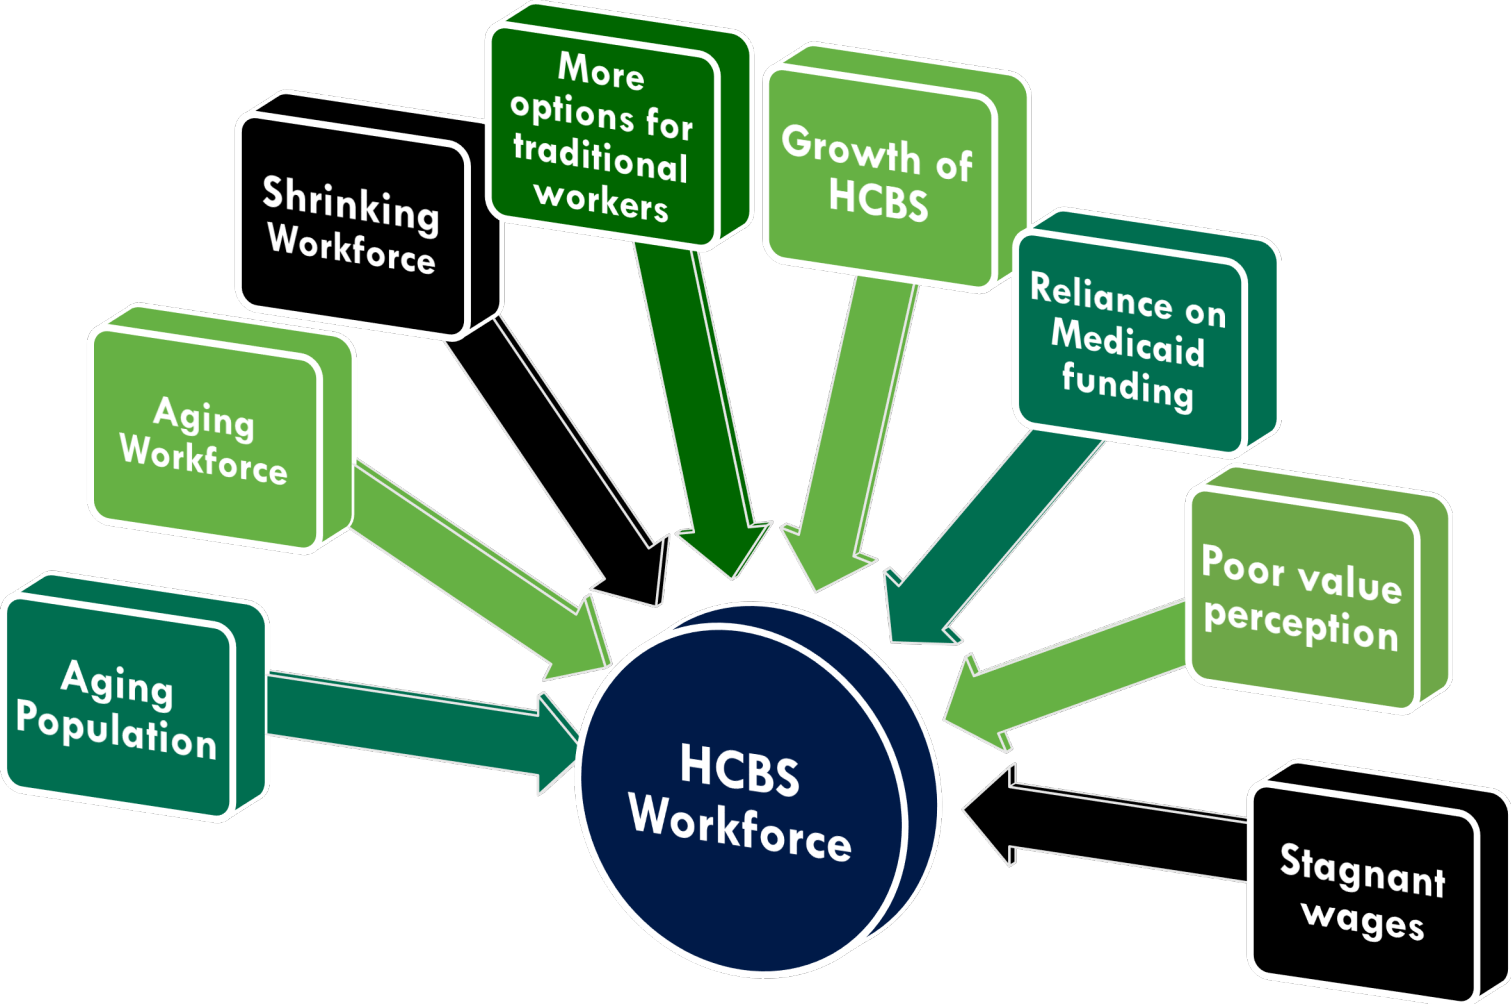 More
options for
traditional
workers
Growth of
HCBS
Shrinking
Workforce
Reliance on
Medicaid
funding
Aging
Workforce
Poor value
perception
Aging
Population
HCBS
Workforce
Stagnant
wages